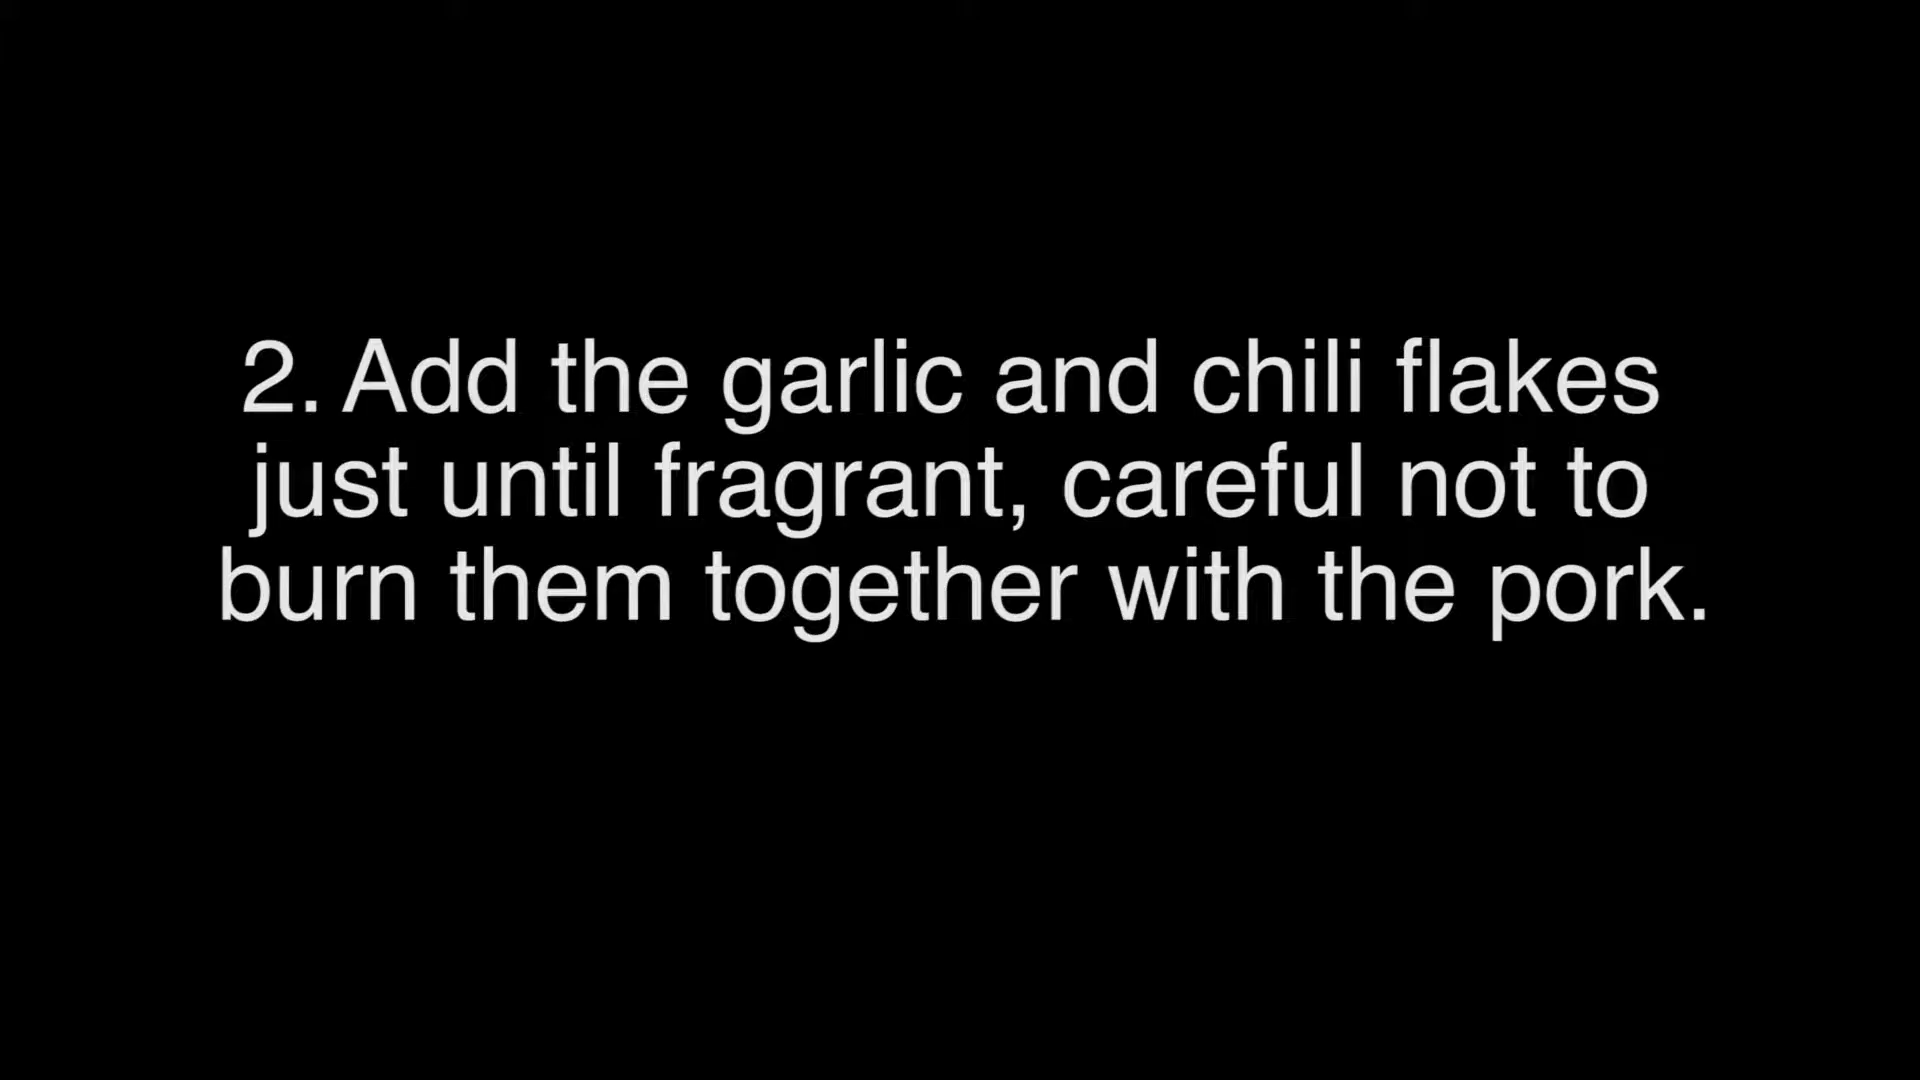 2. Add the garlic and chili flakes
just until fragrant, careful not to
burn them together with the pork.